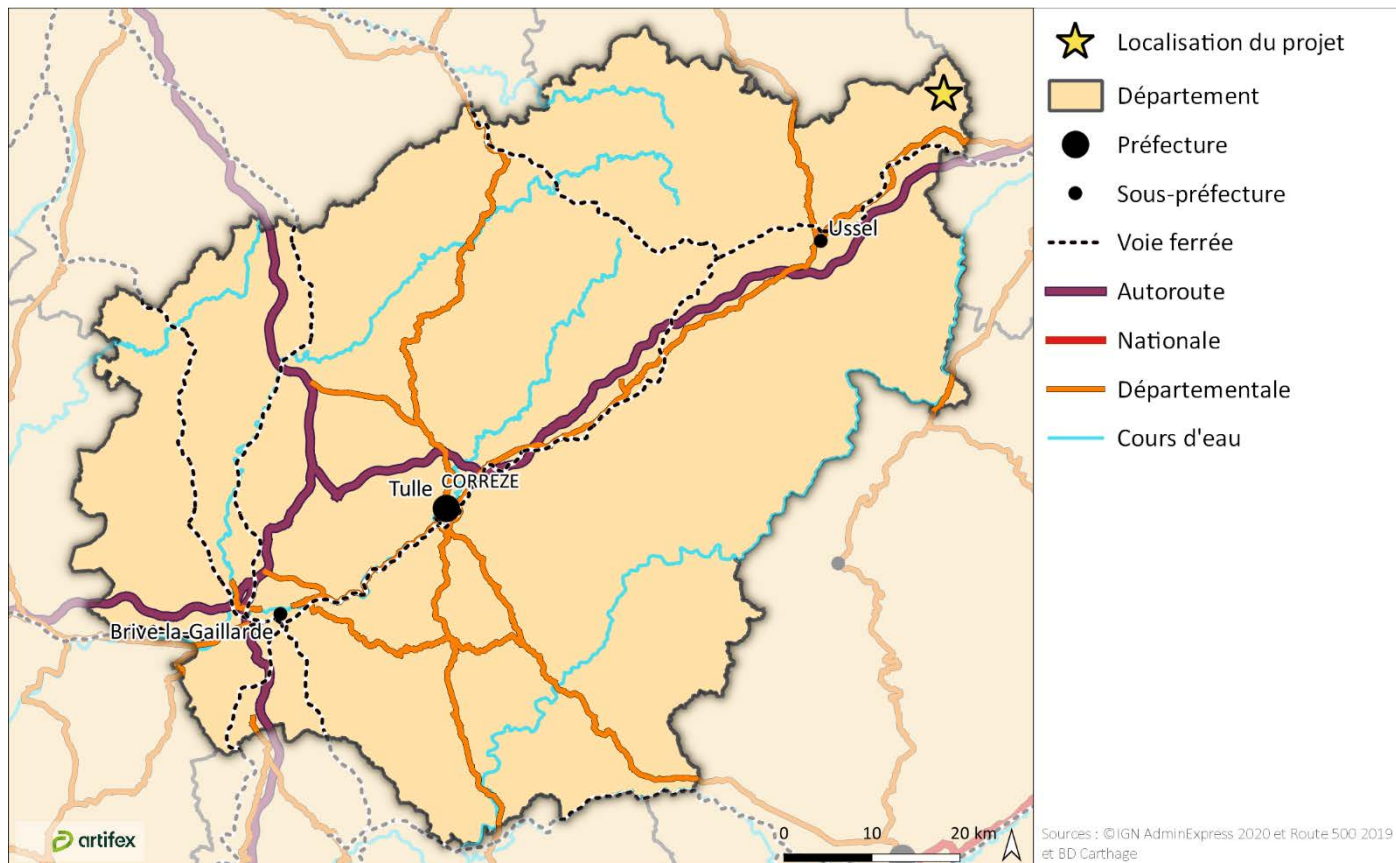 Localisation du projet
Département
Préfecture
Sous-préfecture
Voie ferrée
Autoroute
Nationale
Départementale
Cours d'eau
Ussel
CORREZE
Tulle
Brive-la-Gaillarde
artifex
0 10 20 km
Sources : ©IGN AdminExpress 2020 et Route 500 2019
et BD Carthage